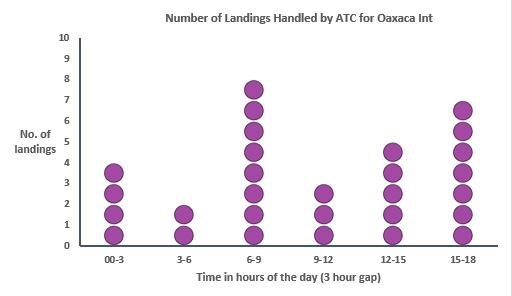 Number of Landings Handled by ATC for Oaxaca Int
10
9
8
7
6
5
4
3
2
1
0
No. of
landings
00-3 3-6 6-9 9-12 12-15 15-18
Time in hours of the day (3 hour gap)